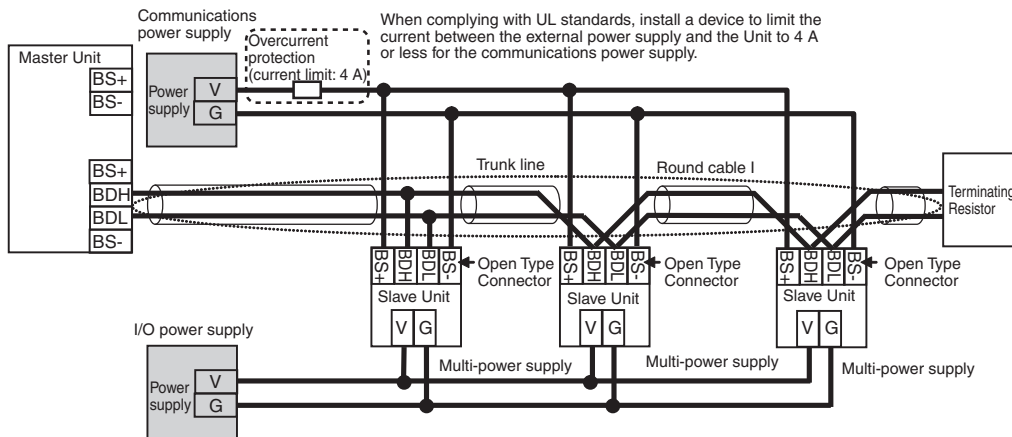 Communications
power supply
When complying with UL standards, install a device to limit the
current between the external power supply and the Unit to 4 A
or less for the communications power supply.
Overcurrent
protection
(current limit: 4 A)
Master Unit
BS+
BS-
Power
supply
V
G
BS+
BDH
BDL
BS-
Trunk line
Round cable I
Terminating
Resistor
BS+
BDH
BDL
BS-
Open Type
Connector
Slave Unit
V
G
BS+
BDH
BDL
BS-
Open Type
Connector
Slave Unit
V
G
BS+
BDH
BDL
BS-
Open Type
Connector
Slave Unit
V
G
I/O power supply
Power
supply
V
G
Multi-power supply
Multi-power supply
Multi-power supply